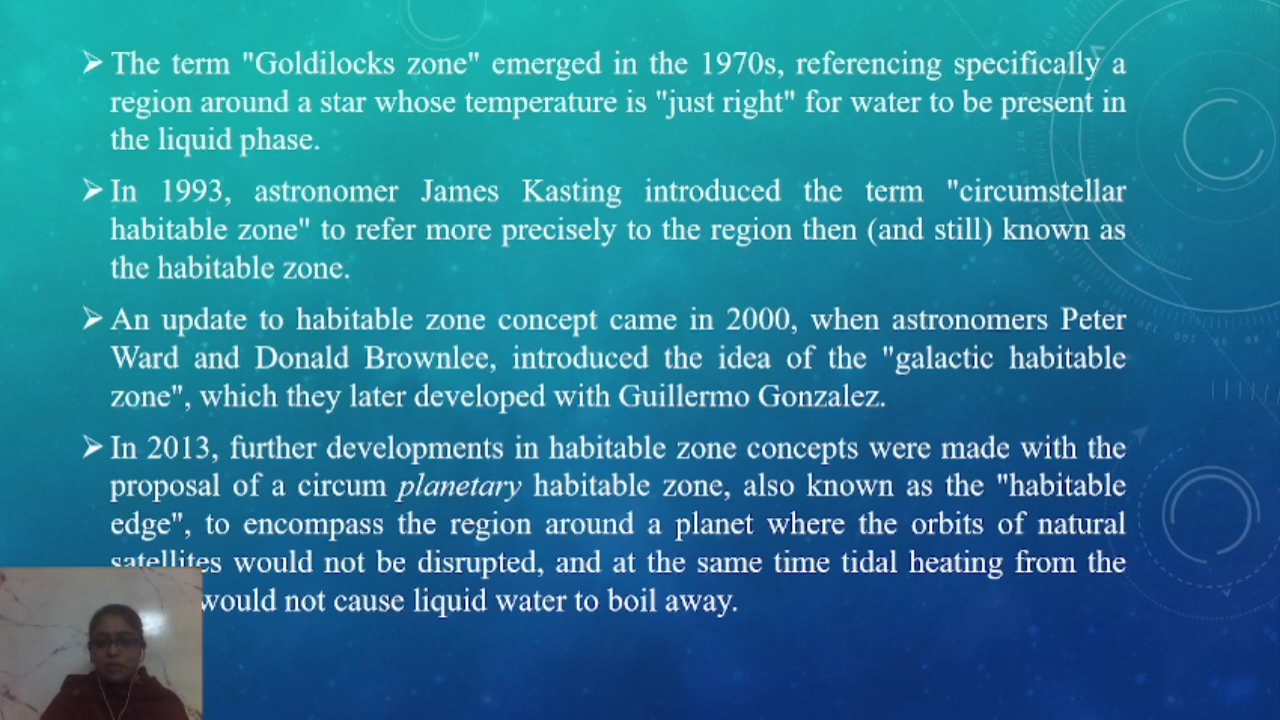 The term "Goldilocks zone" emerged in the 1970s, referencing specifically a
region around a star whose temperature is "just right" for water to be present in
the liquid phase.
In 1993, astronomer James Kasting introduced the term "circumstellar
habitable zone" to refer more precisely to the region then (and still) known as
the habitable zone.
An update to habitable zone concept came in 2000, when astronomers Peter
Ward and Donald Brownlee, introduced the idea of the "galactic habitable
zone", which they later developed with Guillermo Gonzalez.
In 2013, further developments in habitable zone concepts were made with the
proposal of a circum planetary habitable zone, also known as the "habitable
edge", to encompass the region around a planet where the orbits of natural
satellites would not be disrupted, and at the same time tidal heating from the
would not cause liquid water to boil away.